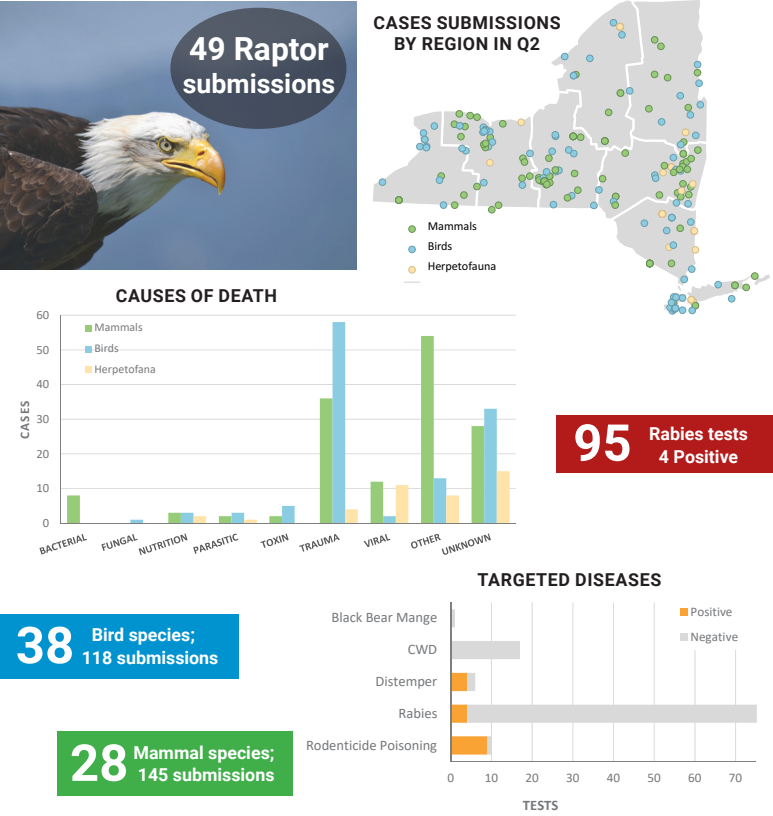 49 Raptor
submissions
CASES SUBMISSIONS
BY REGION IN Q2
Mammals
Birds
Herpetofauna
CAUSES OF DEATH
60
50
40
30
20
10
0
CASES
Mammals
Birds
Herpetofana
BACTERIAL
FUNGAL
NUTRITION
PARASITIC
TOXIN
TRAUMA
VIRAL
OTHER
UNKNOWN
95 Rabies tests
4 Positive
38 Bird species;
118 submissions
28 Mammal species;
145 submissions
TARGETED DISEASES
Positive
Negative
Black Bear Mange
CWD
Distemper
Rabies
Rodenticide Poisoning
0 10 20 30 40 50 60 70
TESTS